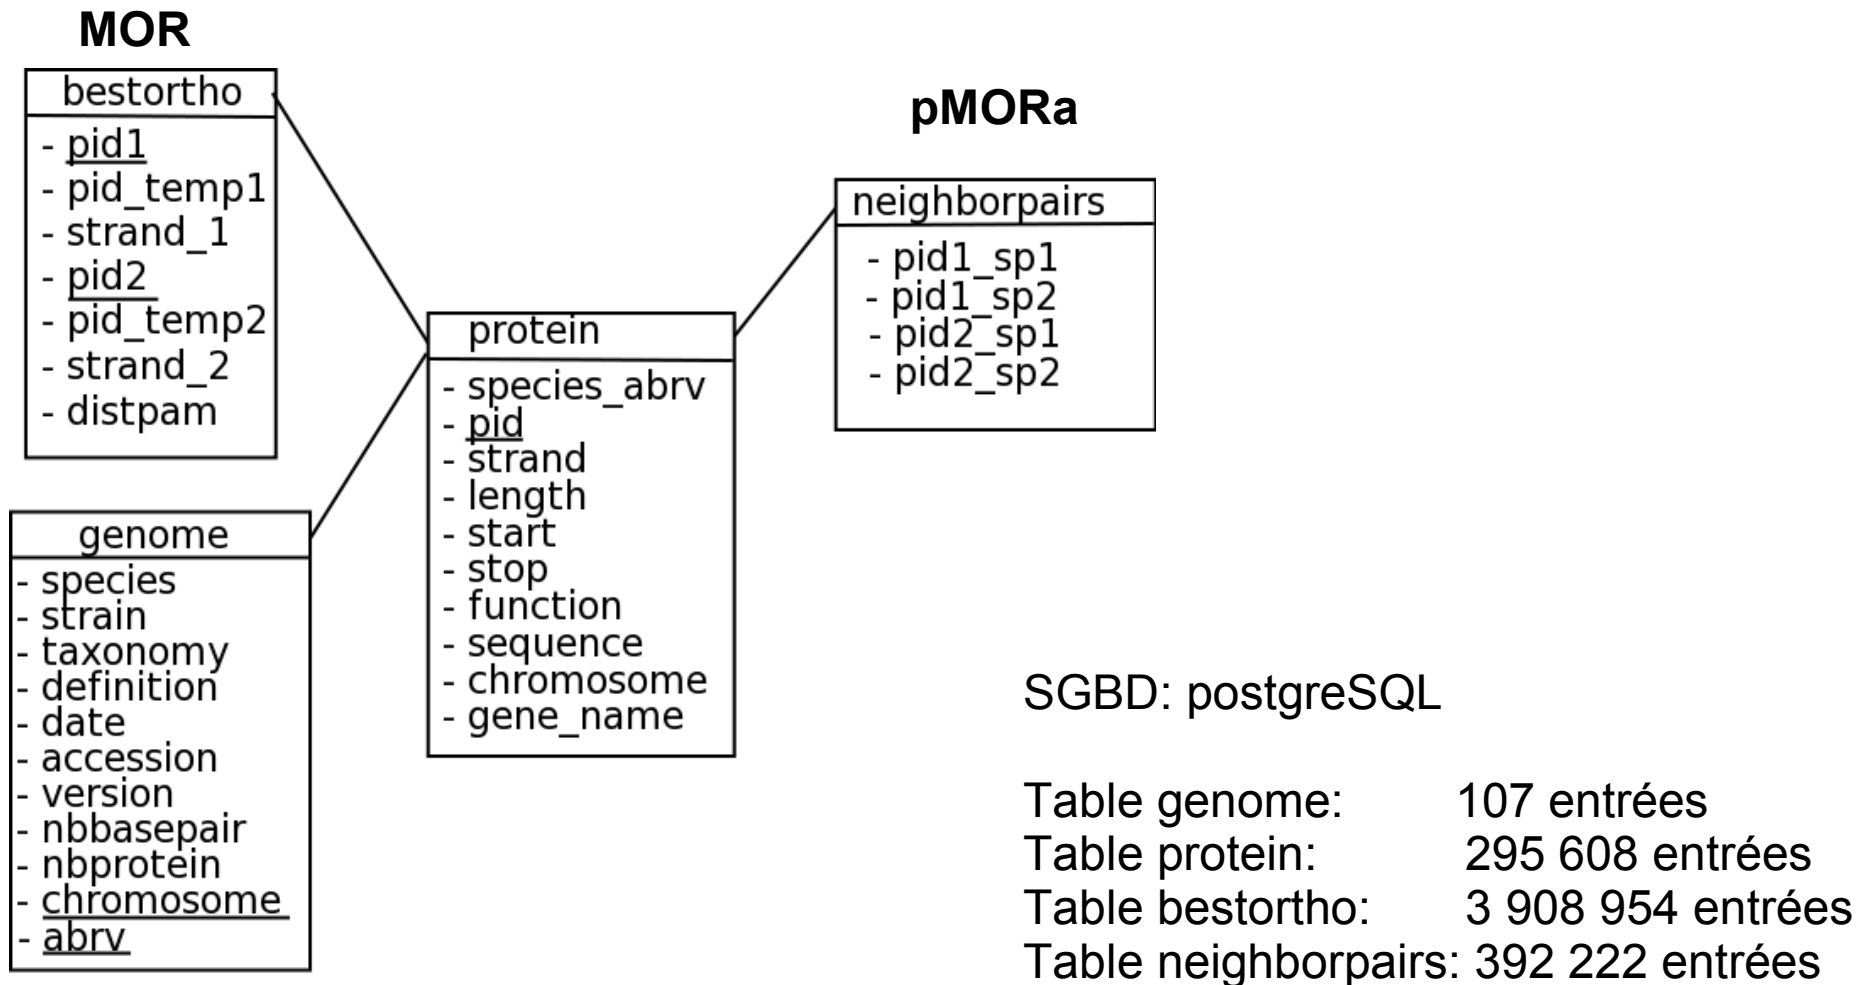 MOR
bestortho
- pid1
- pid_temp1
- strand_1
- pid2
- pid_temp2
- strand_2
- distpam
pMORa
neighborpairs
- pid1_sp1
- pid1_sp2
- pid2_sp1
- pid2_sp2
protein
- species_abrv
- pid
- strand
- length
- start
- stop
- function
- sequence
- chromosome
- gene_name
genome
- species
- strain
- taxonomy
- definition
- date
- accession
- version
- nbbasepair
- nbprotein
- chromosome
- abrv
SGBD: postgreSQL
Table genome: 107 entrées
Table protein: 295 608 entrées
Table bestortho: 3 908 954 entrées
Table neighborpairs: 392 222 entrées